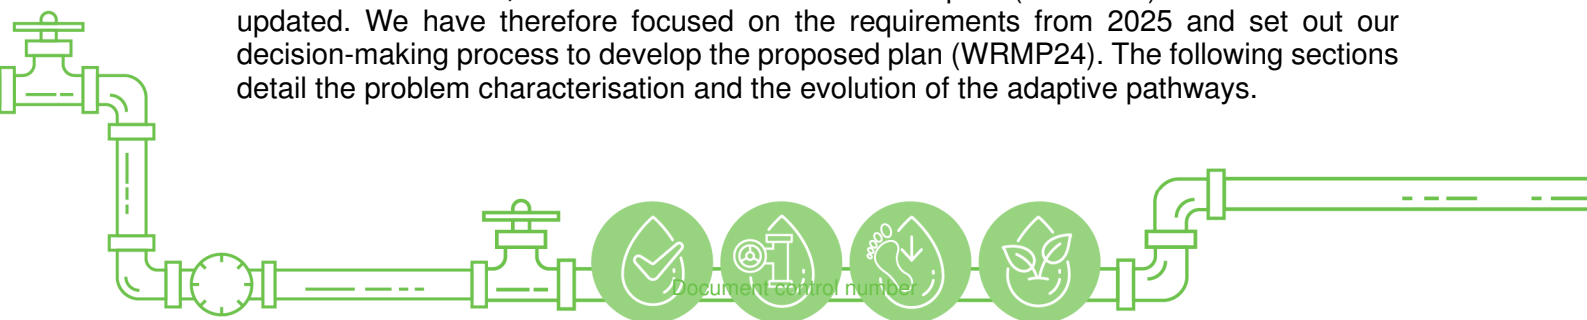 updated. We have therefore focused on the requirements from 2025 and set out our
decision-making process to develop the proposed plan (WRMP24). The following sections
detail the problem characterisation and the evolution of the adaptive pathways.
Document control number